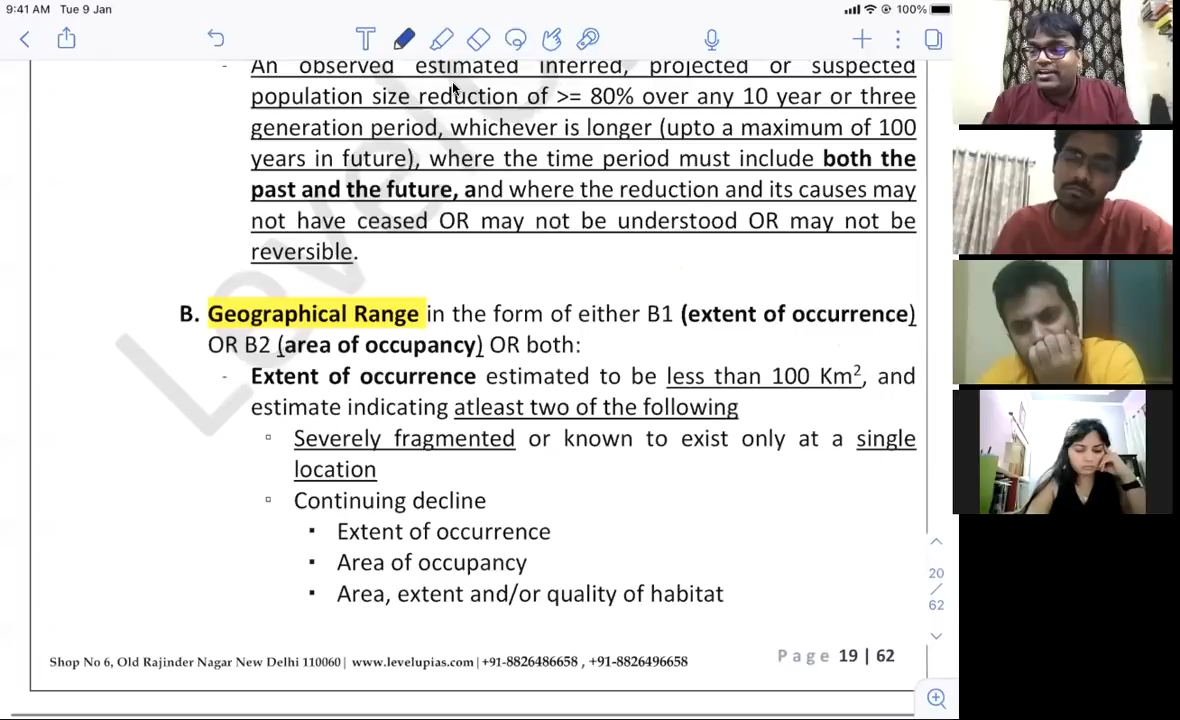 9:41 AM Tue 9 Jan
100%
- An observed estimated inferred, projected or suspected
population size reduction of >= 80% over any 10 year or three
generation period, whichever is longer (upto a maximum of 100
years in future), where the time period must include both the
past and the future, and where the reduction and its causes may
not have ceased OR may not be understood OR may not be
reversible.
B. Geographical Range in the form of either B1 (extent of occurrence)
OR B2 (area of occupancy) OR both:
- Extent of occurrence estimated to be less than 100 Km², and
estimate indicating atleast two of the following
▫ Severely fragmented or known to exist only at a single
location
▫ Continuing decline
▪ Extent of occurrence
▪ Area of occupancy
▪ Area, extent and/or quality of habitat
20
/
62
Shop No 6, Old Rajinder Nagar New Delhi 110060| www.levelupias.com | +91-8826486658 , +91-8826496658
Page 19 | 62